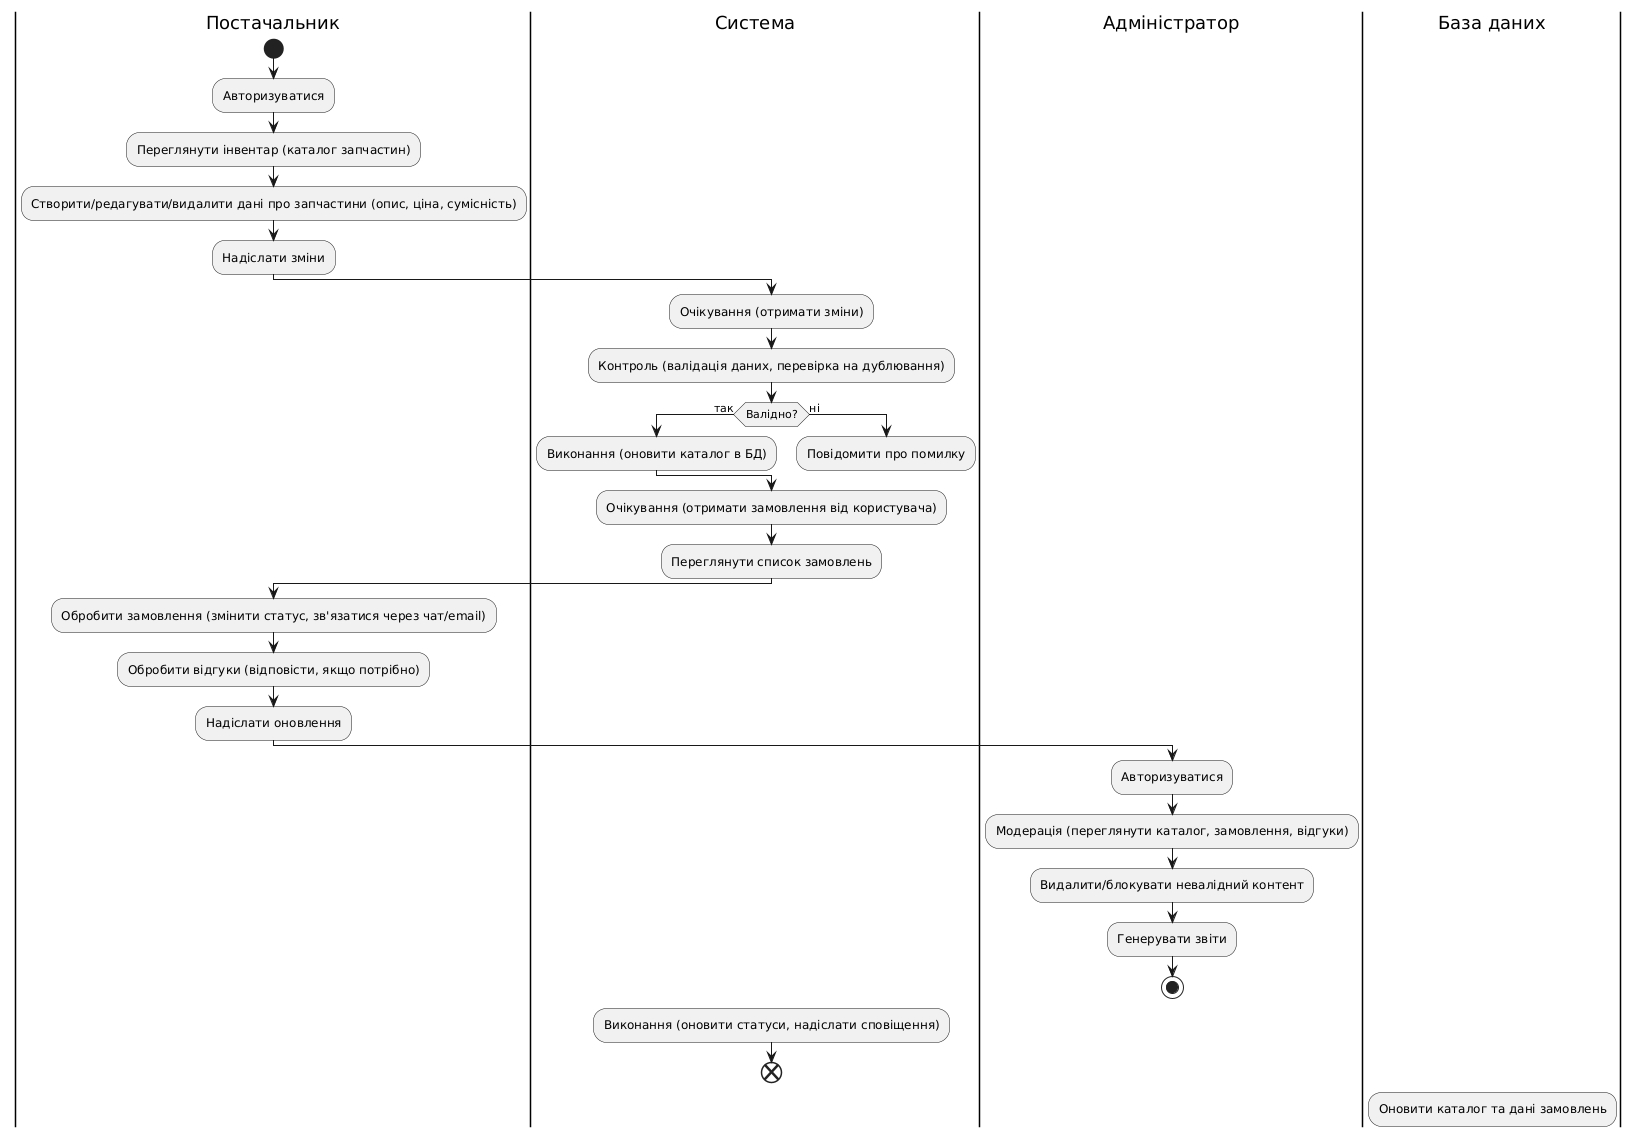 Постачальник
Система
Адміністратор
База даних
Авторизуватися
Переглянути інвентар (каталог запчастин)
Створити/редагувати/видалити дані про запчастини (опис, ціна, сумісність)
Надіслати зміни
Очікування (отримати зміни)
Контроль (валідація даних, перевірка на дублювання)
так
Валідно?
ні
Виконання (оновити каталог в БД)
Повідомити про помилку
Очікування (отримати замовлення від користувача)
Переглянути список замовлень
Обробити замовлення (змінити статус, зв'язатися через чат/email)
Обробити відгуки (відповісти, якщо потрібно)
Надіслати оновлення
Авторизуватися
Модерація (переглянути каталог, замовлення, відгуки)
Видалити/блокувати невалідний контент
Генерувати звіти
Виконання (оновити статуси, надіслати сповіщення)
Оновити каталог та дані замовлень